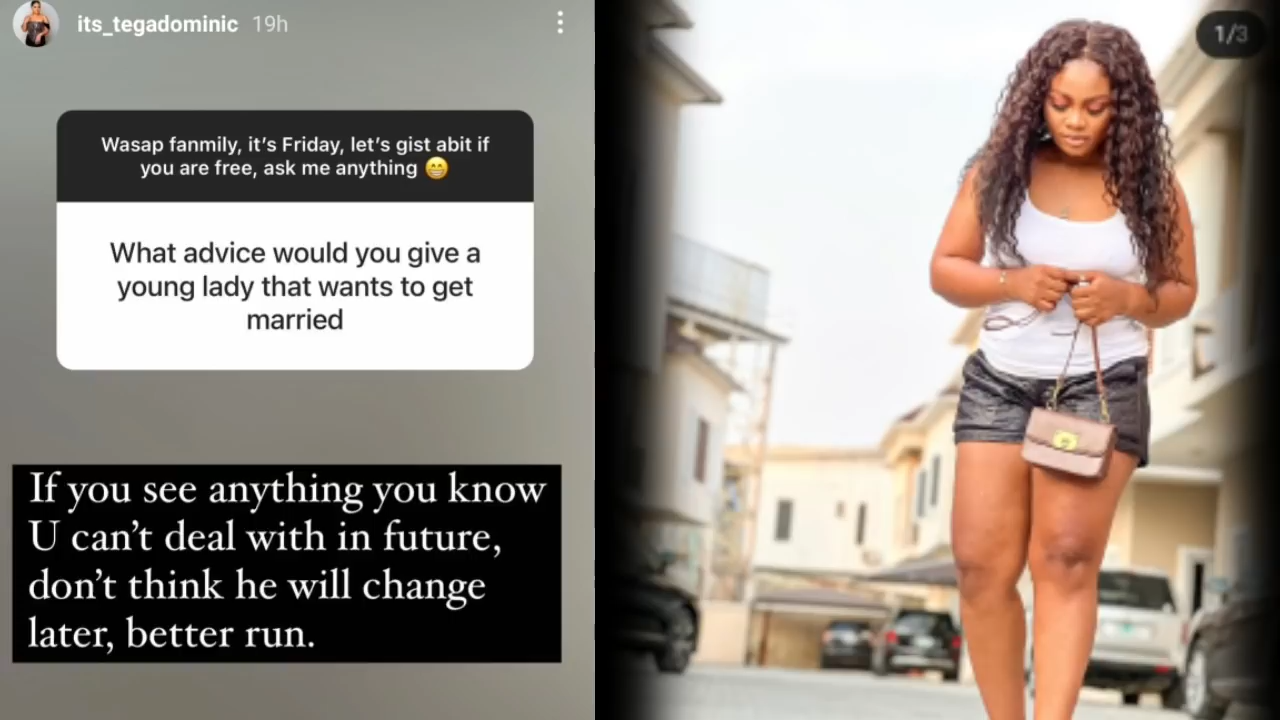 its_tegadominic 19h
Wasap fanmily, it's Friday, let's gist abit if
you are free, ask me anything 😁
What advice would you give a
young lady that wants to get
married
If you see anything you know
U can't deal with in future,
don't think he will change
later, better run.
1/3